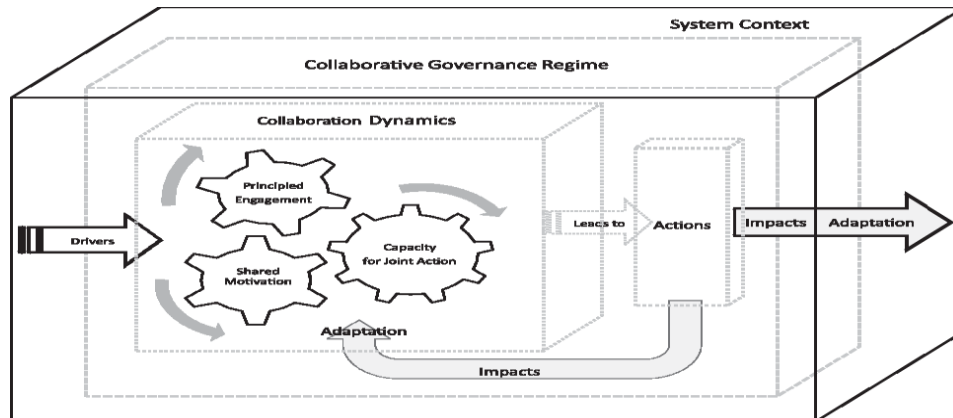 System Context
Collaborative Governance Regime
Collaboration Dynamics
Principled
Engagement
Drivers
Shared
Motivation
Capacity
for Joint Action
Leads to
Actions
Impacts Adaptation
Adaptation
Impacts